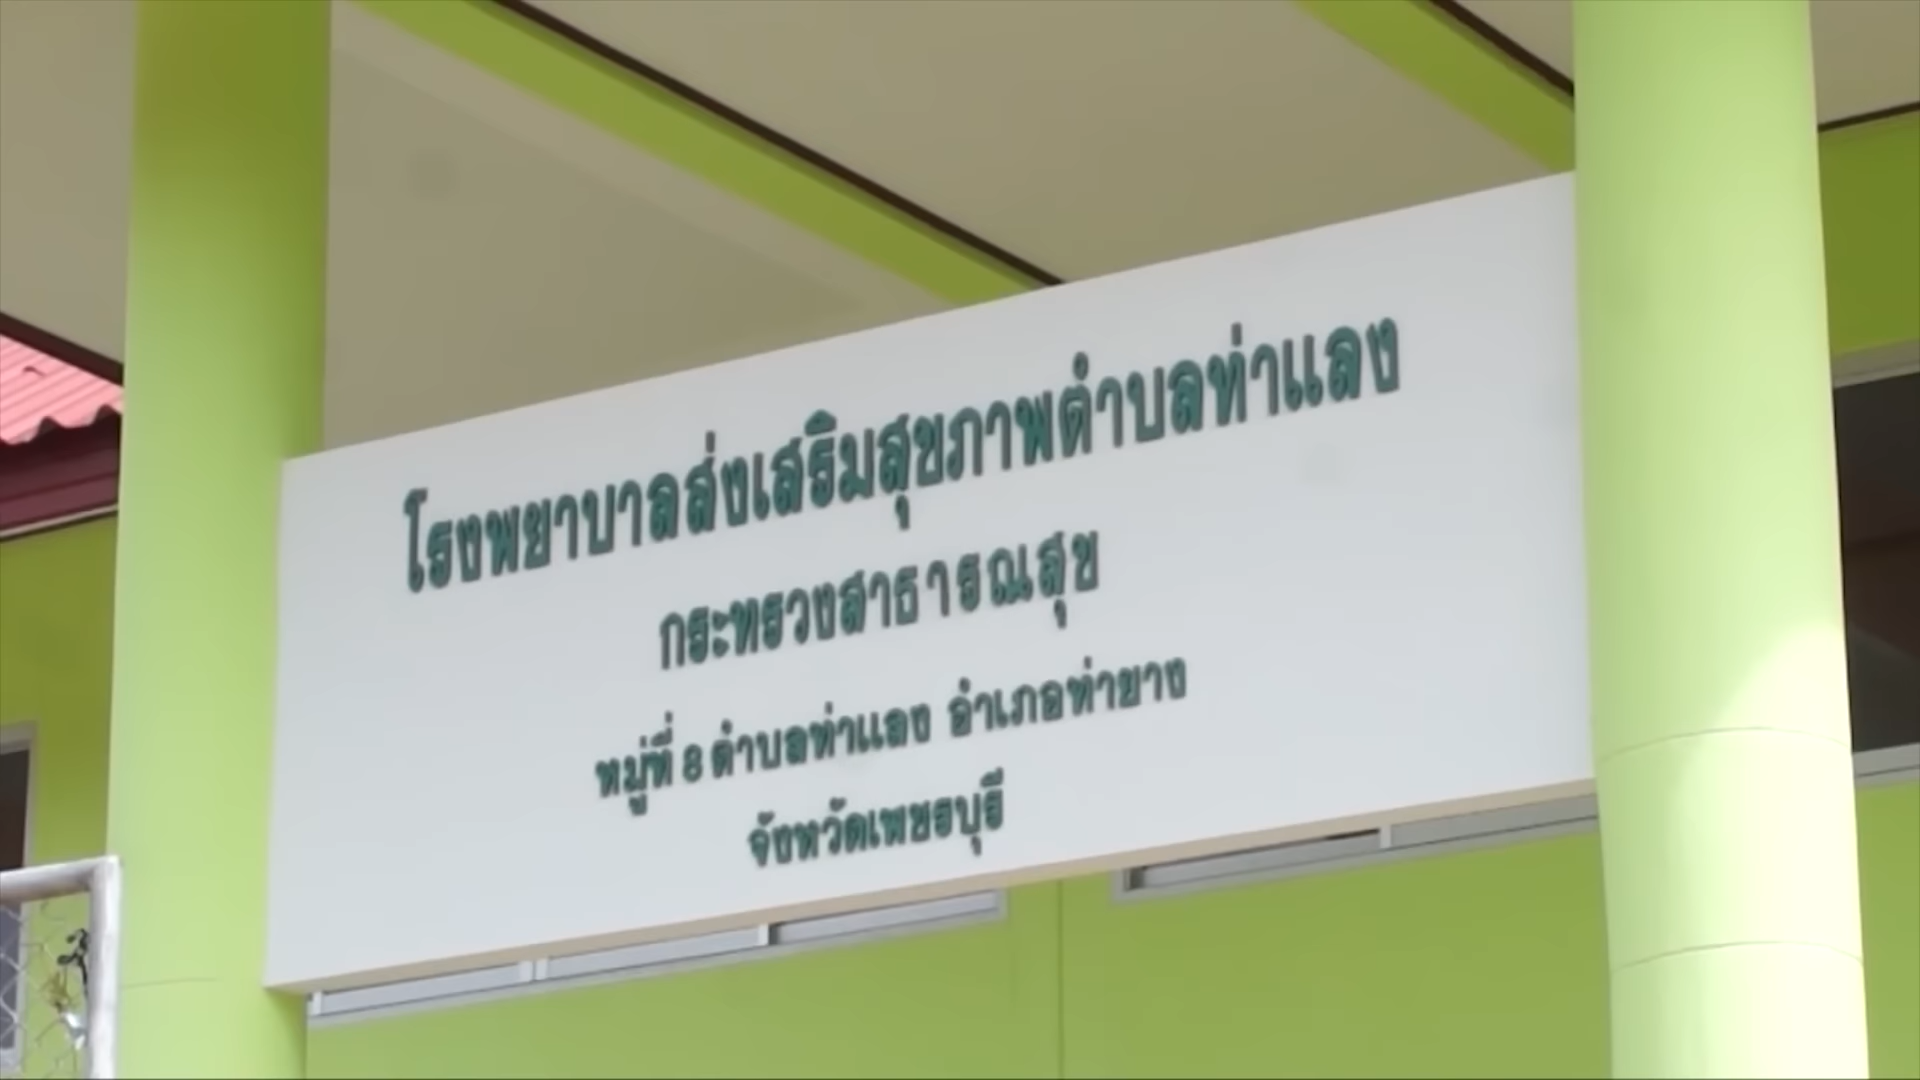 โรงพยาบาลส่งเสริมสุขภาพตำบลท่าแลง
กระทรวงสาธารณสุข
หมู่ที่ 8 ตำบลท่าแลง อำเภอท่ายาง
จังหวัดเพชรบุรี